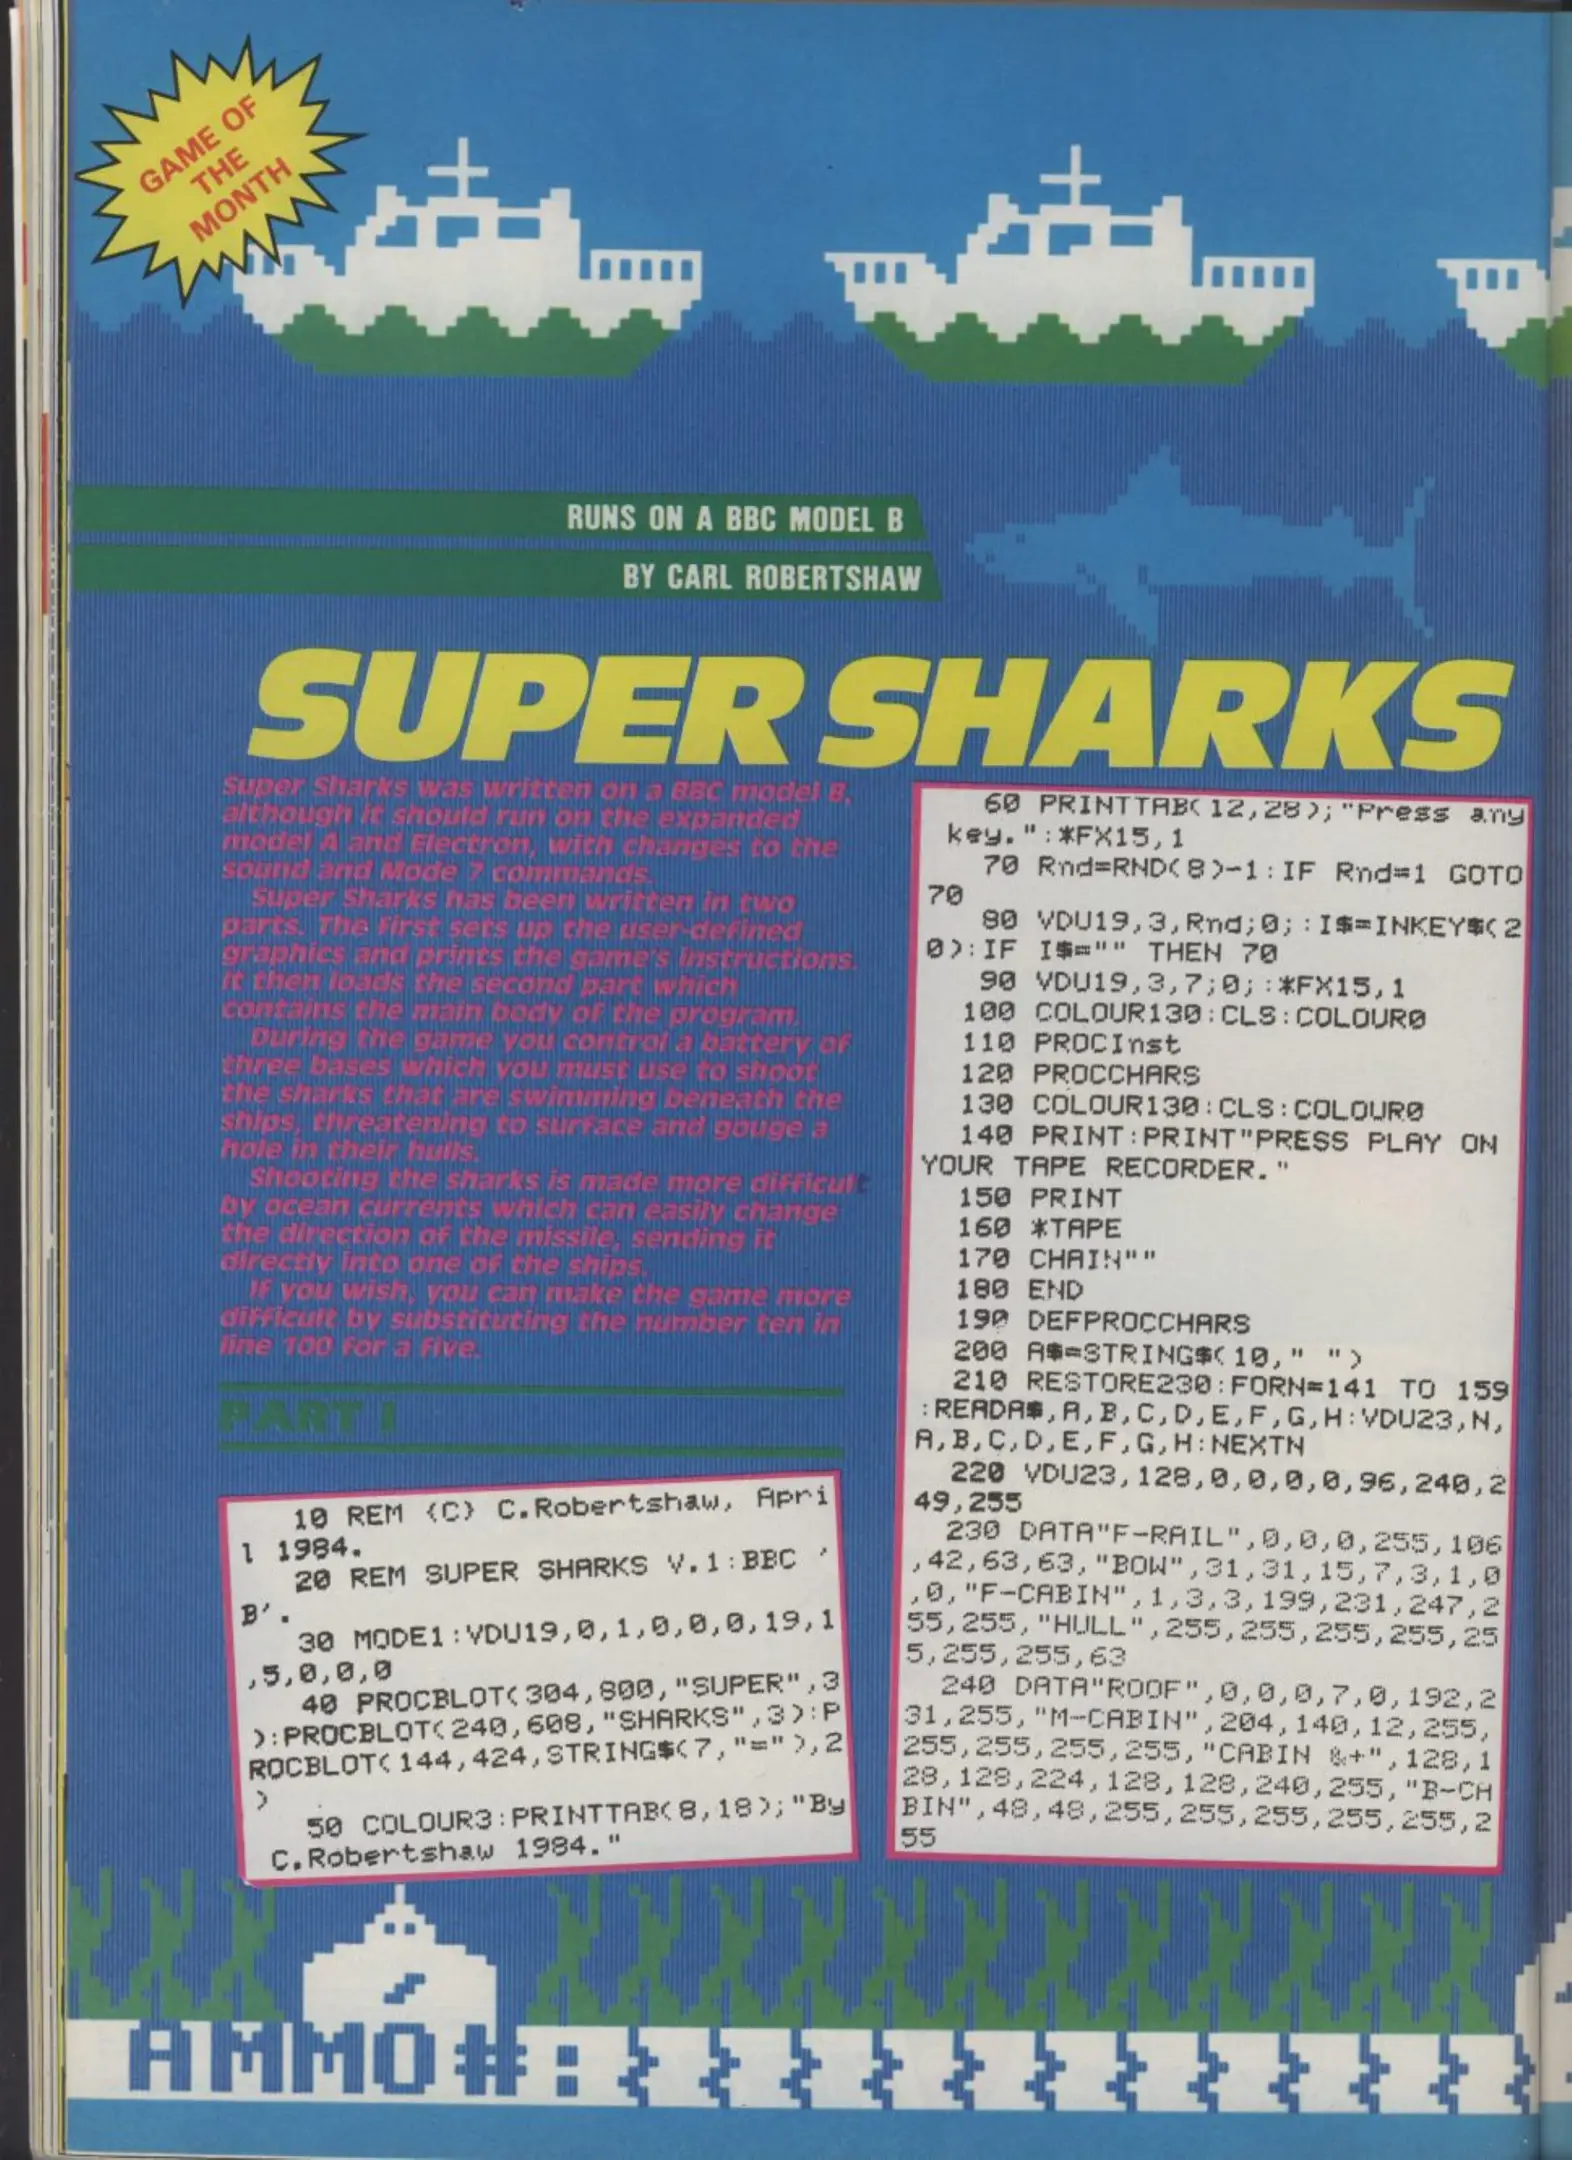 GAME OF
THE
MONTH
RUNS ON A BBC MODEL B
BY CARL ROBERTSHAW
SUPER SHARKS
Super Sharks was written on a BBC model B,
although it should run on the expanded
model A and Electron, with changes to the
sound and Mode 7 commands.
Super Sharks has been written in two
parts. The first sets up the user-defined
graphics and prints the game's instructions.
It then loads the second part which
contains the main body of the program.
During the game you control a battery of
three bases which you must use to shoot
the sharks that are swimming beneath the
ships, threatening to surface and gouge a
hole in their hulls.
Shooting the sharks is made more difficult
by ocean currents which can easily change
the direction of the missile, sending it
directly into one of the ships.
If you wish, you can make the game more
difficult by substituting the number ten in
line 100 for a five.
PART I
10 REM (C) C.Robertshaw, Apri
l 1984.
20 REM SUPER SHARKS V.1:BBC '
B'.
30 MODE1:VDU19,0,1,0,0,0,19,1
,5,0,0,0
40 PROCBLOT(304,800,"SUPER",3
):PROCBLOT(240,608,"SHARKS",3):P
ROCBLOT(144,424,STRING$(7,"="),2
)
50 COLOUR3:PRINTTAB(8,18);"By
C.Robertshaw 1984."
60 PRINTTAB(12,28);"Press any
key.":*FX15,1
70 Rnd=RND(8)-1:IF Rnd=1 GOTO
70
80 VDU19,3,Rnd;0;:I$=INKEY$(2
0):IF I$="" THEN 70
90 VDU19,3,7;0;:*FX15,1
100 COLOUR130:CLS:COLOUR0
110 PROCInst
120 PROCCHARS
130 COLOUR130:CLS:COLOUR0
140 PRINT:PRINT"PRESS PLAY ON
YOUR TAPE RECORDER."
150 PRINT
160 *TAPE
170 CHAIN""
180 END
190 DEFPROCCHARS
200 A$=STRING$(10," ")
210 RESTORE230:FORN=141 TO 159
:READA$,A,B,C,D,E,F,G,H:VDU23,N,
A,B,C,D,E,F,G,H:NEXTN
220 VDU23,128,0,0,0,0,96,240,2
49,255
230 DATA"F-RAIL",0,0,0,255,106
,42,63,63,"BOW",31,31,15,7,3,1,0
,0,"F-CABIN",1,3,3,199,231,247,2
55,255,"HULL",255,255,255,255,25
5,255,255,63
240 DATA"ROOF",0,0,0,7,0,192,2
31,255,"M-CABIN",204,140,12,255,
255,255,255,255,"CABIN &+",128,1
28,128,224,128,128,240,255,"B-CA
BIN",48,48,255,255,255,255,255,2
55
AMMO#: